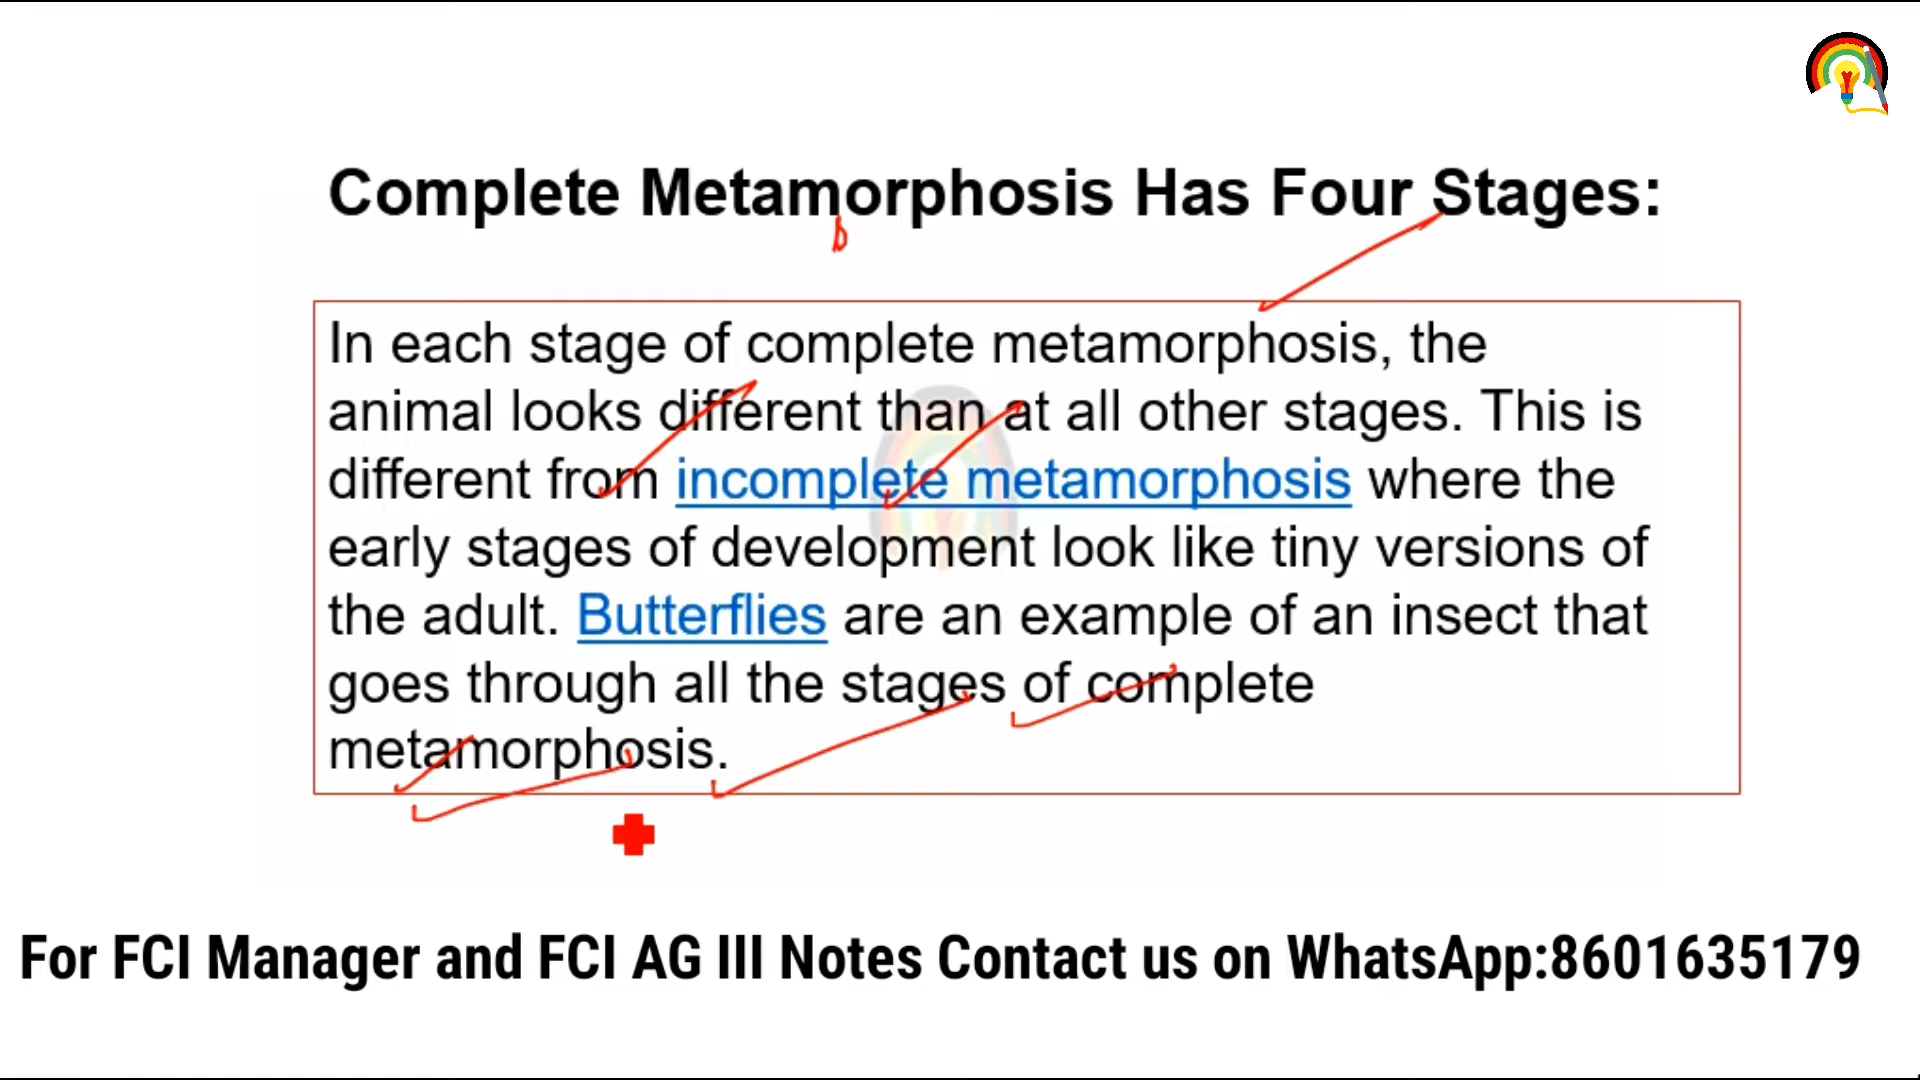 Complete Metamorphosis Has Four Stages:
In each stage of complete metamorphosis, the
animal looks different than at all other stages. This is
different from incomplete metamorphosis where the
early stages of development look like tiny versions of
the adult. Butterflies are an example of an insect that
goes through all the stages of complete
metamorphosis.
For FCI Manager and FCI AG III Notes Contact us on WhatsApp:8601635179